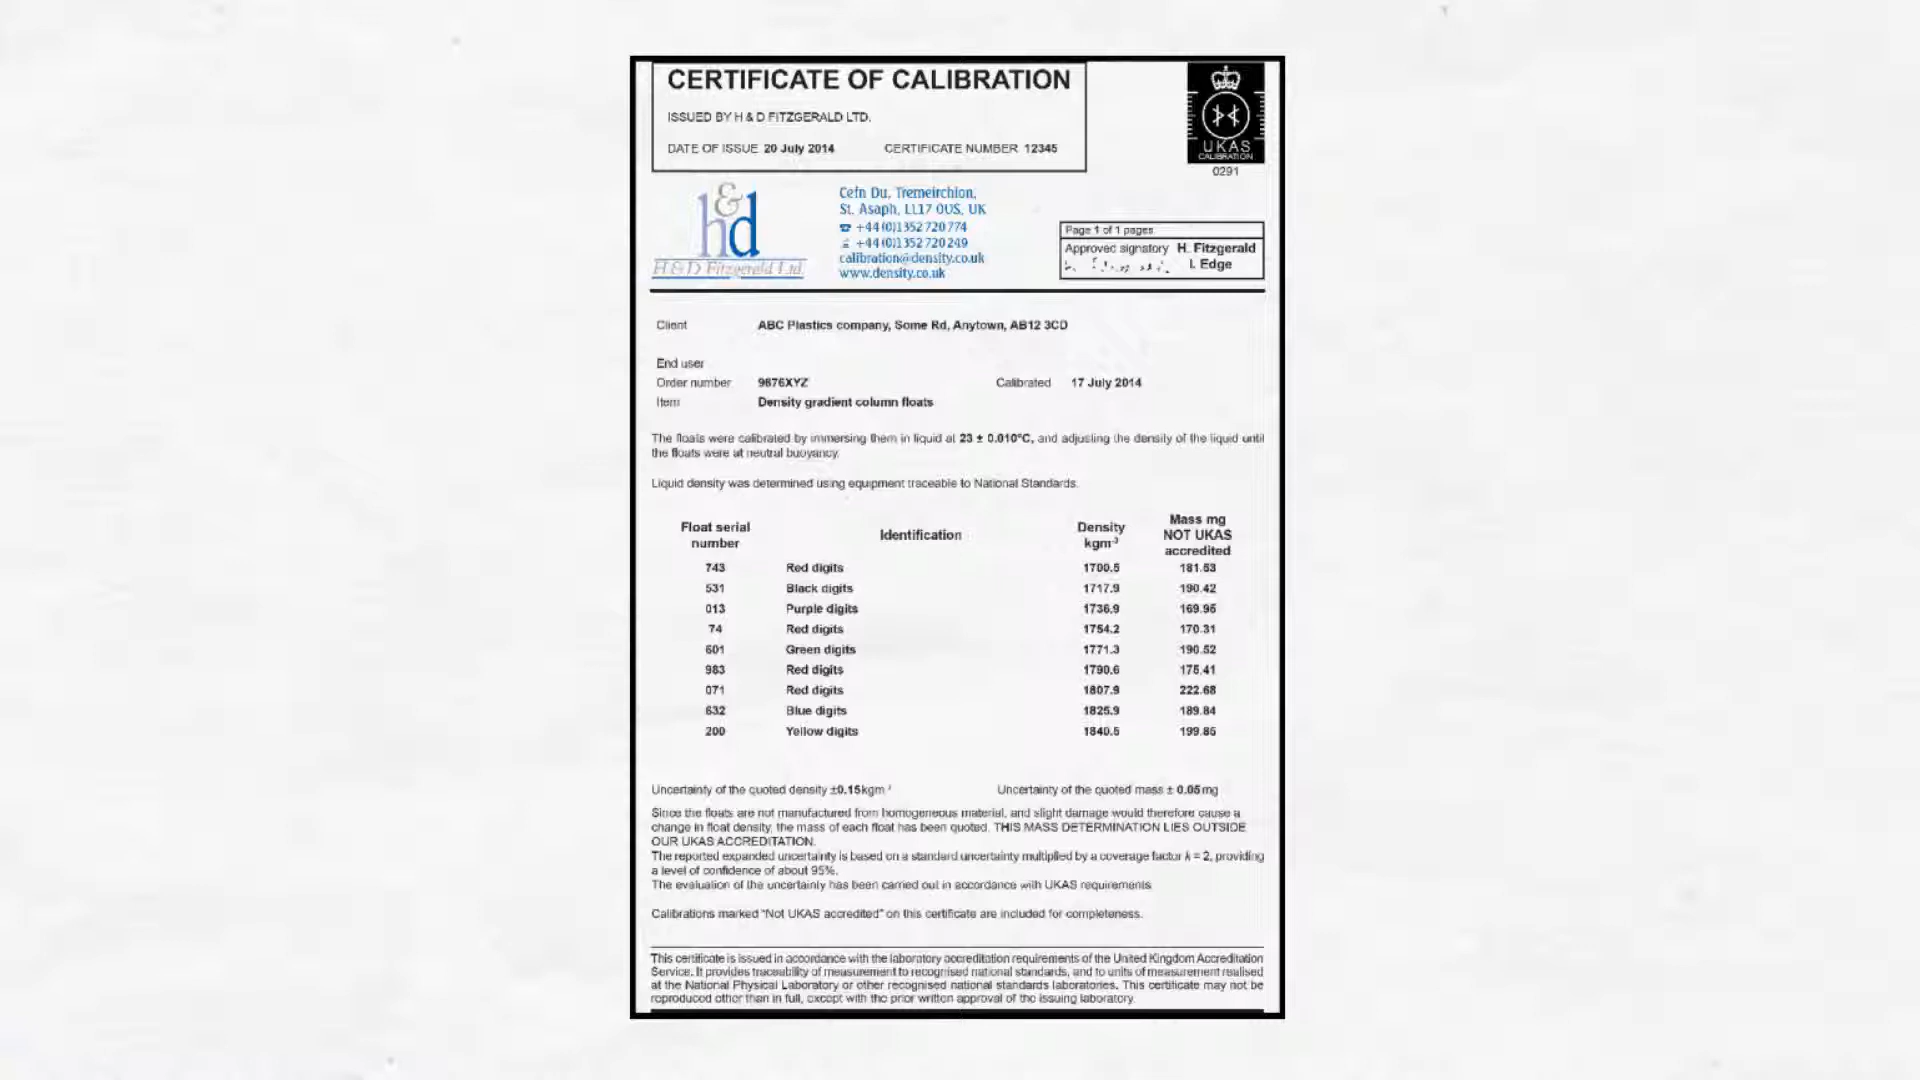 CERTIFICATE OF CALIBRATION
ISSUED BY H & D FITZGERALD LTD.
DATE OF ISSUE 20 July 2014 CERTIFICATE NUMBER 12345
UKAS
CALIBRATION
0291
h&d
H & D Fitzgerald Ltd.
Cefn Du, Tremeirchion,
St. Asaph, LL17 0US, UK
☎ +44(0)1352 720 774
+44(0)1352 720 249
calibration@density.co.uk
www.density.co.uk
Page 1 of 1 pages
Approved signatory H. Fitzgerald
I. Edge
Client ABC Plastics company, Some Rd, Anytown, AB12 3CD
End user
Order number 9876XYZ Calibrated 17 July 2014
Item Density gradient column floats
The floats were calibrated by immersing them in liquid at 23 ± 0.010°C, and adjusting the density of the liquid until
the floats were at neutral buoyancy.
Liquid density was determined using equipment traceable to National Standards.
Float serial number Identification Density kgm⁻³ Mass mg NOT UKAS accredited
743 Red digits 1700.5 181.53
531 Black digits 1717.9 190.42
013 Purple digits 1736.9 169.95
74 Red digits 1754.2 170.31
601 Green digits 1771.3 190.52
983 Red digits 1790.6 175.41
071 Red digits 1807.9 222.68
632 Blue digits 1825.9 189.84
200 Yellow digits 1840.5 199.85
Uncertainty of the quoted density ±0.15kgm⁻³ Uncertainty of the quoted mass ± 0.05mg
Since the floats are not manufactured from homogeneous material, and slight damage would therefore cause a
change in float density, the mass of each float has been quoted. THIS MASS DETERMINATION LIES OUTSIDE
OUR UKAS ACCREDITATION.
The reported expanded uncertainty is based on a standard uncertainty multiplied by a coverage factor k = 2, providing
a level of confidence of about 95%.
The evaluation of the uncertainty has been carried out in accordance with UKAS requirements
Calibrations marked "Not UKAS accredited" on this certificate are included for completeness.
This certificate is issued in accordance with the laboratory accreditation requirements of the United Kingdom Accreditation
Service. It provides traceability of measurement to recognised national standards, and to units of measurement realised
at the National Physical Laboratory or other recognised national standards laboratories. This certificate may not be
reproduced other than in full, except with the prior written approval of the issuing laboratory.